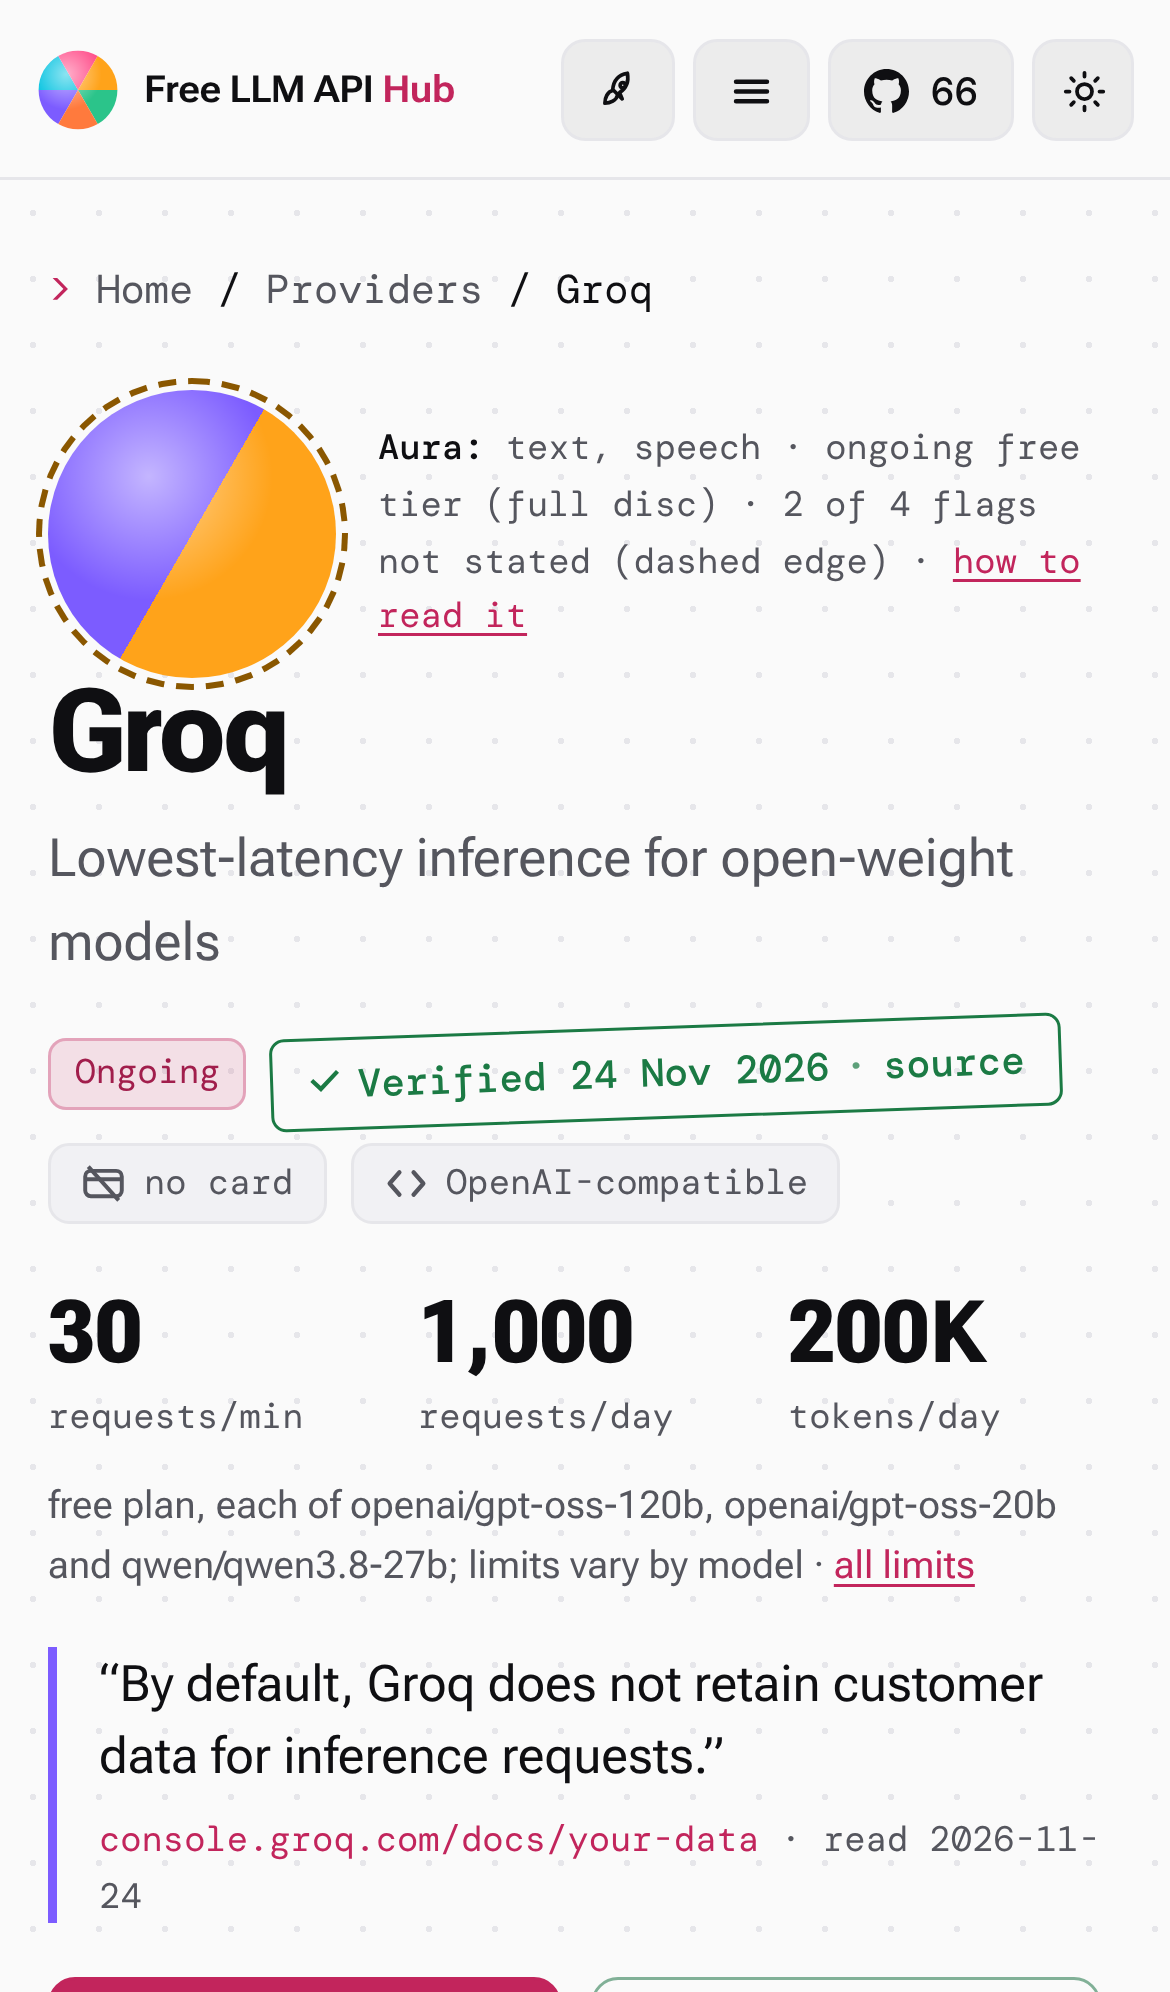 Free LLM API Hub
66
Home / Providers / Groq
Aura: text, speech · ongoing free
tier (full disc) · 2 of 4 flags
not stated (dashed edge) · how to
read it
Groq
Lowest-latency inference for open-weight
models
Ongoing
Verified 24 Nov 2026 · source
no card
OpenAI-compatible
30
requests/min
1,000
requests/day
200K
tokens/day
free plan, each of openai/gpt-oss-120b, openai/gpt-oss-20b
and qwen/qwen3.8-27b; limits vary by model · all limits
“By default, Groq does not retain customer
data for inference requests.”
console.groq.com/docs/your-data · read 2026-11-
24